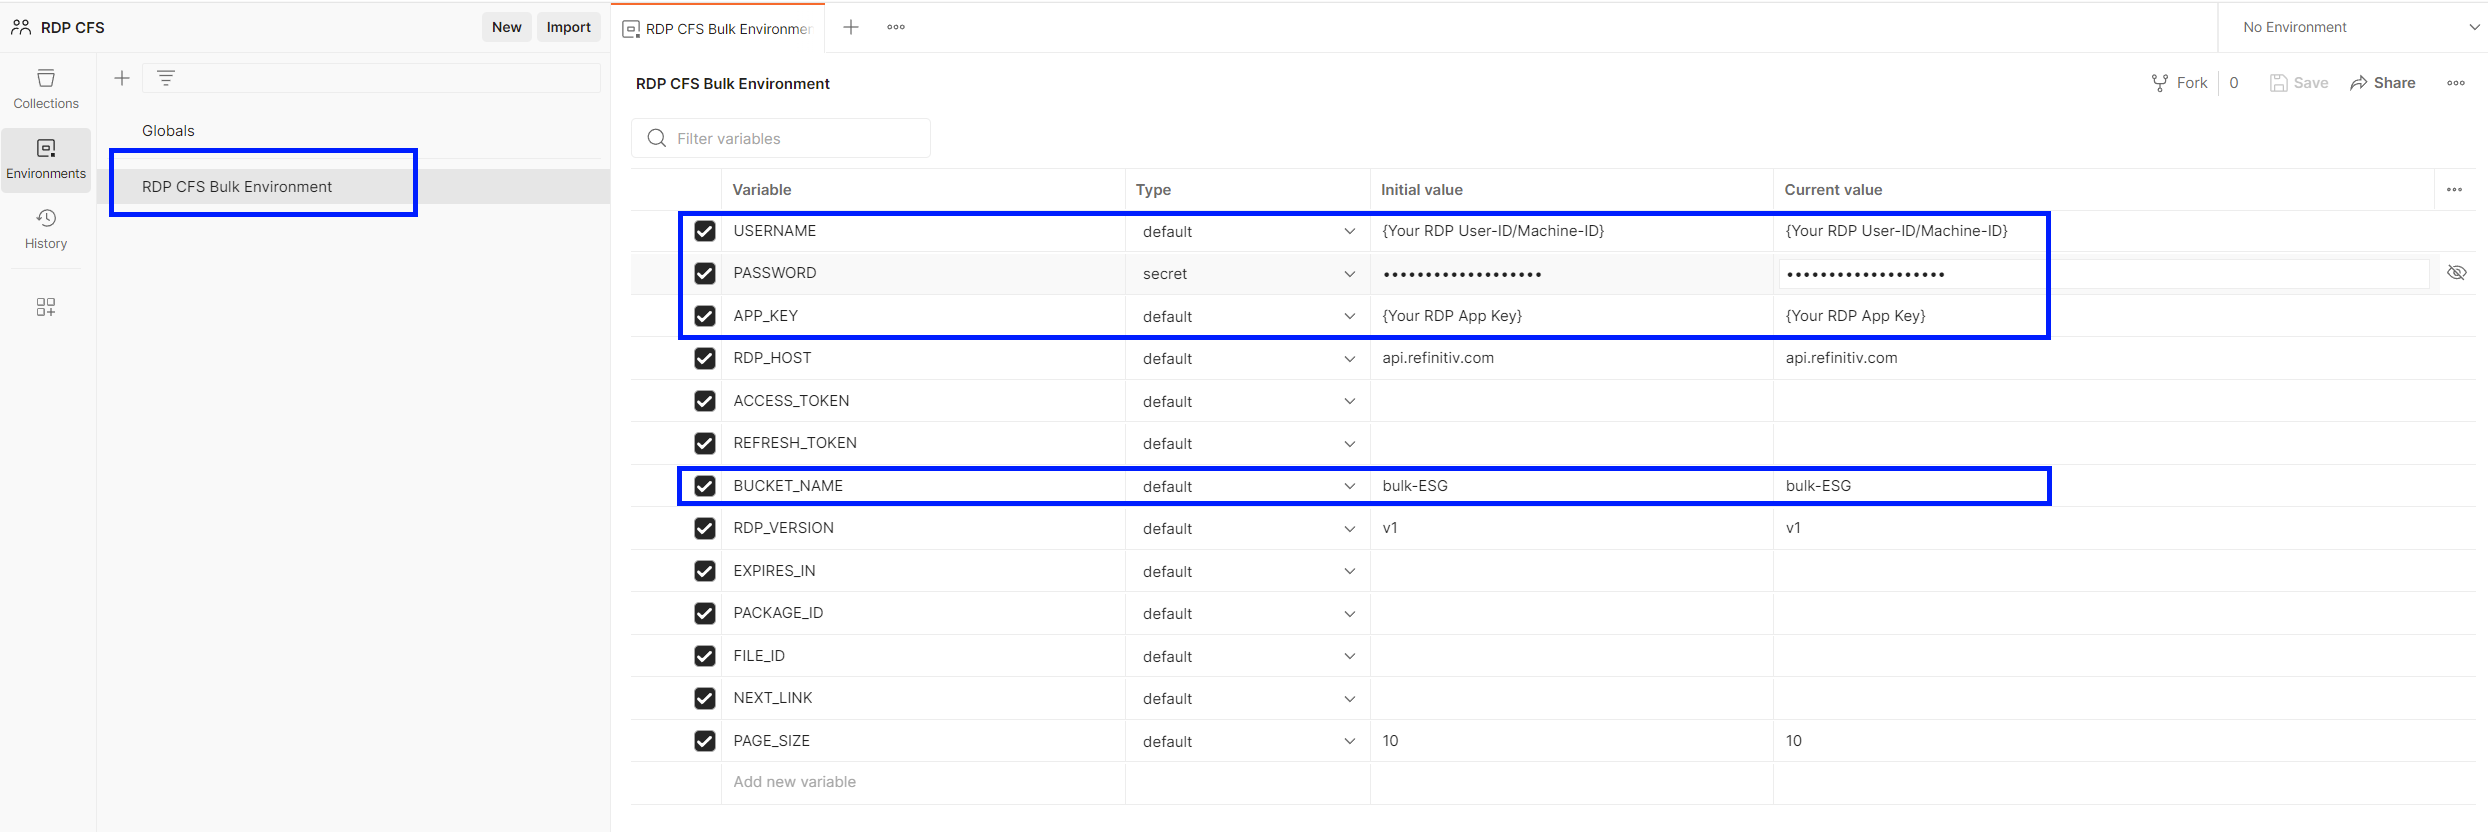 RDP CFS
New
Import
RDP CFS Bulk Environmen
No Environment
Collections
Environments
History
Globals
RDP CFS Bulk Environment
RDP CFS Bulk Environment
Fork
0
Save
Share
Filter variables
Variable Type Initial value Current value
USERNAME default {Your RDP User-ID/Machine-ID} {Your RDP User-ID/Machine-ID}
PASSWORD secret ••••••••••••••••••• •••••••••••••••••••
APP_KEY default {Your RDP App Key} {Your RDP App Key}
RDP_HOST default api.refinitiv.com api.refinitiv.com
ACCESS_TOKEN default
REFRESH_TOKEN default
BUCKET_NAME default bulk-ESG bulk-ESG
RDP_VERSION default v1 v1
EXPIRES_IN default
PACKAGE_ID default
FILE_ID default
NEXT_LINK default
PAGE_SIZE default 10 10
Add new variable